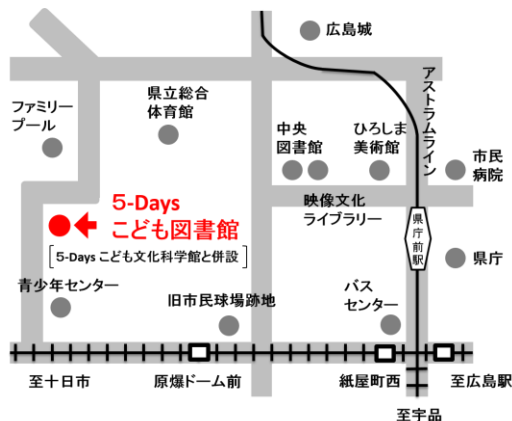 広島城
アストラムライン
県立総合
体育館
ファミリー
プール
中央
図書館
ひろしま
美術館
市民
病院
5-Days
こども図書館
[5-Days こども文化科学館と併設]
映像文化
ライブラリー
県庁前駅
県庁
青少年センター
旧市民球場跡地
バス
センター
至十日市
原爆ドーム前
紙屋町西
至広島駅
至宇品